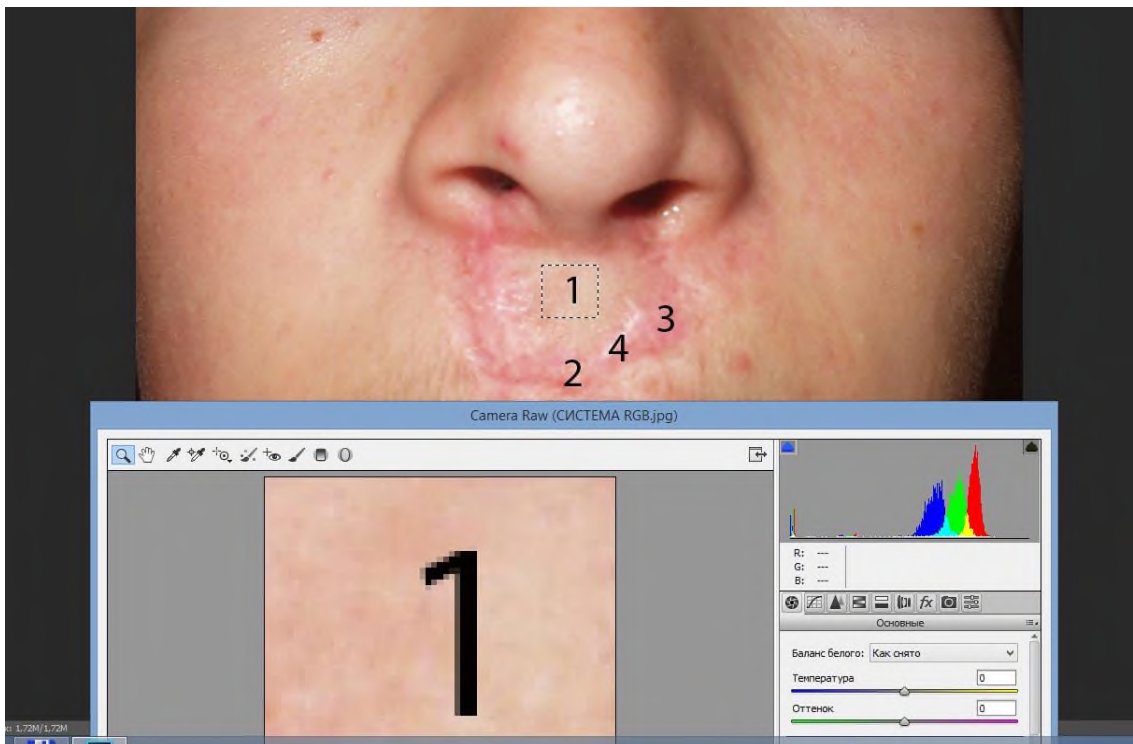 1
3
4
2
Camera Raw (СИСТЕМА RGB.jpg)
1
R: ---
G: ---
B: ---
fx
Основные
Баланс белого: Как снято
Температура 0
Оттенок 0
1.72M/1.72M